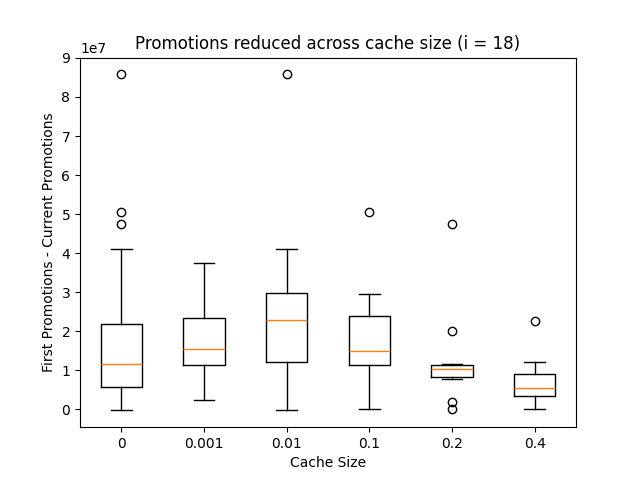 Promotions reduced across cache size (i = 18)
1e7
9
8
7
6
5
4
3
2
1
0
First Promotions - Current Promotions
0 0.001 0.01 0.1 0.2 0.4
Cache Size